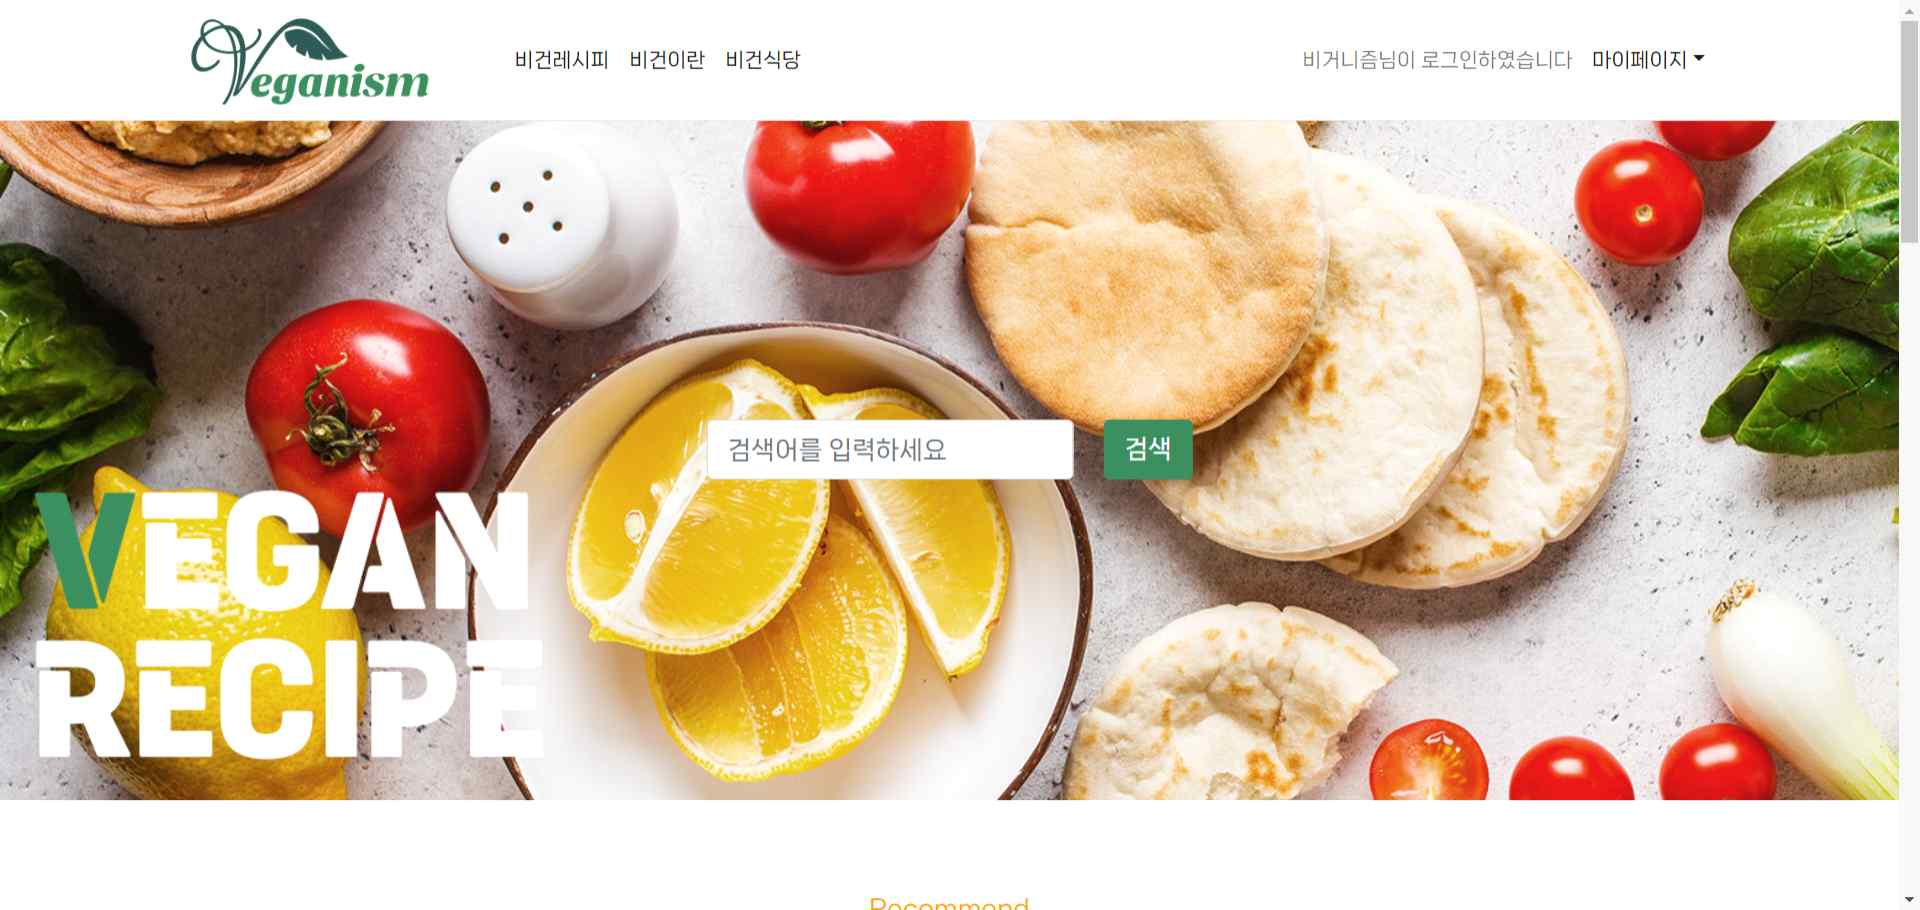 Veganism
비건레시피 비건이란 비건식당
비거니즘님이 로그인하였습니다 마이페이지
검색어를 입력하세요 검색
VEGAN
RECIPE
Recommend